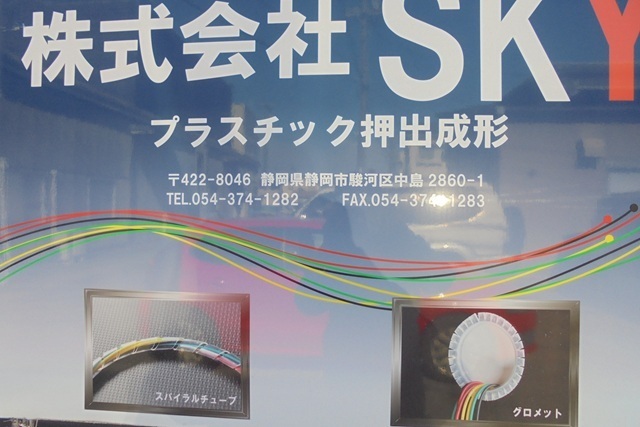 株式会社 SKY
プラスチック押出成形
〒422-8046 静岡県静岡市駿河区中島 2860-1
TEL.054-374-1282 FAX.054-374-1283
スパイラルチューブ
グロメット